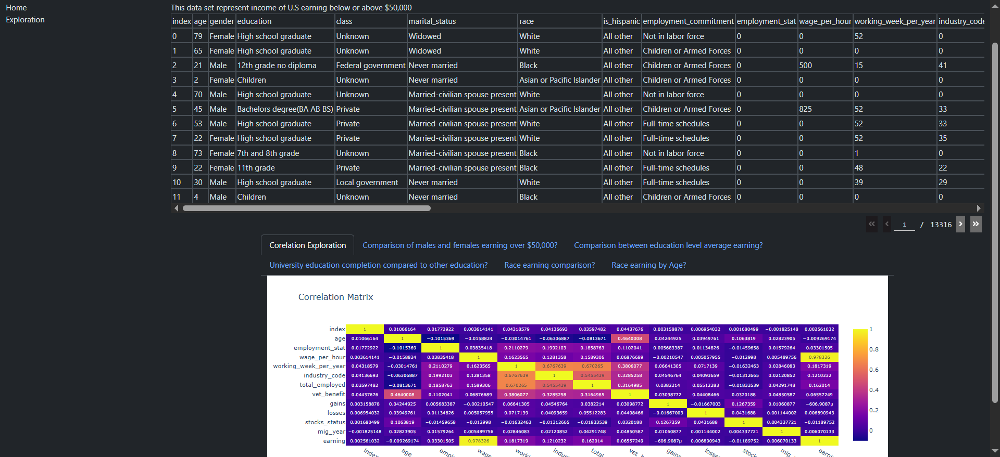 Home
Exploration
This data set represent income of U.S earning below or above $50,000
index age gender education class marital_status race is_hispanic employment_commitment employment_stat wage_per_hour working_week_per_year industry_code
0 79 Female High school graduate Unknown Widowed White All other Not in labor force 0 0 52 0
1 65 Female High school graduate Unknown Widowed White All other Children or Armed Forces 0 0 0 0
2 21 Male 12th grade no diploma Federal government Never married Black All other Children or Armed Forces 0 500 15 41
3 2 Female Children Unknown Never married Asian or Pacific Islander All other Children or Armed Forces 0 0 0 0
4 70 Male High school graduate Unknown Married-civilian spouse present White All other Not in labor force 0 0 0 0
5 45 Male Bachelors degree(BA AB BS) Private Married-civilian spouse present Asian or Pacific Islander All other Children or Armed Forces 0 825 52 33
6 53 Male High school graduate Private Married-civilian spouse present White All other Full-time schedules 0 0 52 33
7 22 Female High school graduate Private Married-civilian spouse present White All other Full-time schedules 0 0 52 35
8 73 Female 7th and 8th grade Unknown Married-civilian spouse present Black All other Not in labor force 0 0 1 0
9 22 Female 11th grade Private Married-civilian spouse present Black All other Full-time schedules 0 0 48 22
10 30 Male High school graduate Local government Never married White All other Full-time schedules 0 0 39 29
11 4 Male Children Unknown Never married Black All other Children or Armed Forces 0 0 0 0
1 / 13316
Corelation Exploration Comparison of males and females earning over $50,000? Comparison between education level average earning?
University education completion compared to other education? Race earning comparison? Race earning by Age?
Correlation Matrix
index 1 0.01066164 0.01772922 0.003614141 0.04318579 0.04136693 0.03597482 0.04437676 0.003158878 0.006954032 0.001680499 −0.001825148 0.002561032 1
age 0.01066164 1 −0.1015369 −0.0158824 −0.03014761 −0.06306887 −0.0813671 0.4640008 0.04244925 0.03949761 0.1063819 0.02823905 −0.009269174
employment_stat 0.01772922 −0.1015369 1 0.03835418 0.2110279 0.1992103 0.1858763 0.1102041 0.005683387 0.01134826 −0.01459658 0.01579264 0.03301505 0.8
wage_per_hour 0.003614141 −0.0158824 0.03835418 1 0.1623565 0.1281358 0.1589306 0.06876689 −0.00210547 0.005057955 −0.012998 0.005489756 0.978326
working_week_per_year 0.04318579 −0.03014761 0.2110279 0.1623565 1 0.6767639 0.670265 0.3806077 0.06641305 0.0717139 −0.01632463 0.02846083 0.1817319 0.6
industry_code 0.04136693 −0.06306887 0.1992103 0.1281358 0.6767639 1 0.5455439 0.3285258 0.04546764 0.04093659 −0.01312665 0.02120852 0.1210232
total_employed 0.03597482 −0.0813671 0.1858763 0.1589306 0.670265 0.5455439 1 0.3164985 0.0382214 0.05512283 −0.01833539 0.04291748 0.162014 0.4
vet_benefit 0.04437676 0.4640008 0.1102041 0.06876689 0.3806077 0.3285258 0.3164985 1 0.03098772 0.04408466 0.0320188 0.04850587 0.06557249
gains 0.003158878 0.04244925 0.005683387 −0.00210547 0.06641305 0.04546764 0.0382214 0.03098772 1 −0.01667003 0.1267359 0.01060877 −606.9087μ
losses 0.006954032 0.03949761 0.01134826 0.005057955 0.0717139 0.04093659 0.05512283 0.04408466 −0.01667003 1 0.0431688 0.001144002 0.006890943 0.2
stocks_status 0.001680499 0.1063819 −0.01459658 −0.012998 −0.01632463 −0.01312665 −0.01833539 0.0320188 0.1267359 0.0431688 1 0.004337721 −0.01189752
mig_year −0.001825148 0.02823905 0.01579264 0.005489756 0.02846083 0.02120852 0.04291748 0.04850587 0.01060877 0.001144002 0.004337721 1 0.006070133 0
earning 0.002561032 −0.009269174 0.03301505 0.978326 0.1817319 0.1210232 0.162014 0.06557249 −606.9087μ 0.006890943 −0.01189752 0.006070133 1
index age empl wage worki indus total vet_ gains losse stock mig_ earni